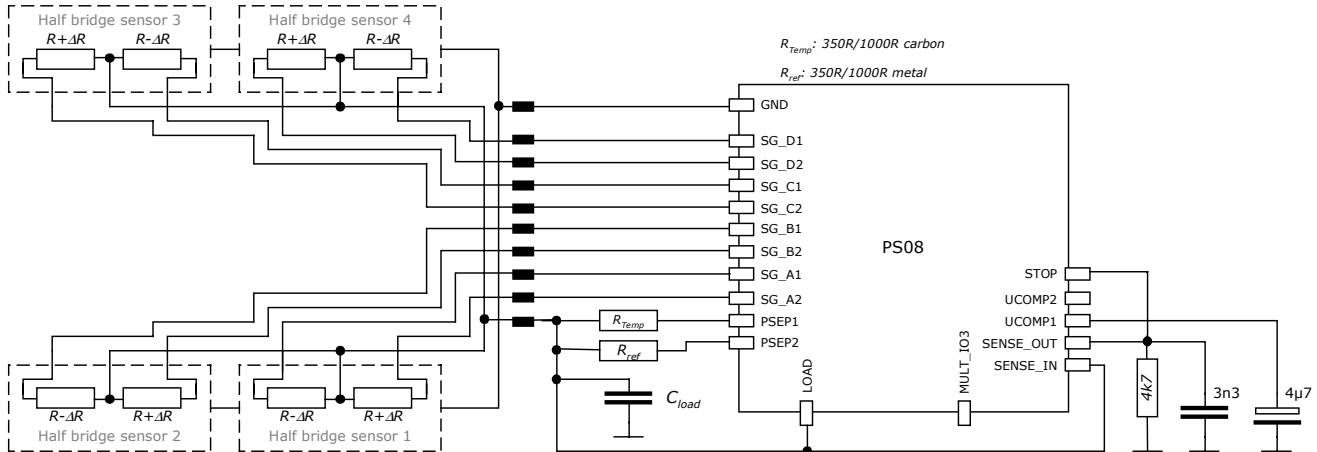 Half bridge sensor 3
R+ΔR R-ΔR
Half bridge sensor 4
R+ΔR R-ΔR
R_Temp: 350R/1000R carbon
R_ref: 350R/1000R metal
GND
SG_D1
SG_D2
SG_C1
SG_C2
SG_B1
SG_B2
SG_A1
SG_A2
PSEP1
PSEP2
PS08
STOP
UCOMP2
UCOMP1
SENSE_OUT
SENSE_IN
LOAD
MULT_IO3
R_Temp
R_ref
C_load
4k7
3n3
4µ7
R-ΔR R+ΔR
Half bridge sensor 2
R-ΔR R+ΔR
Half bridge sensor 1